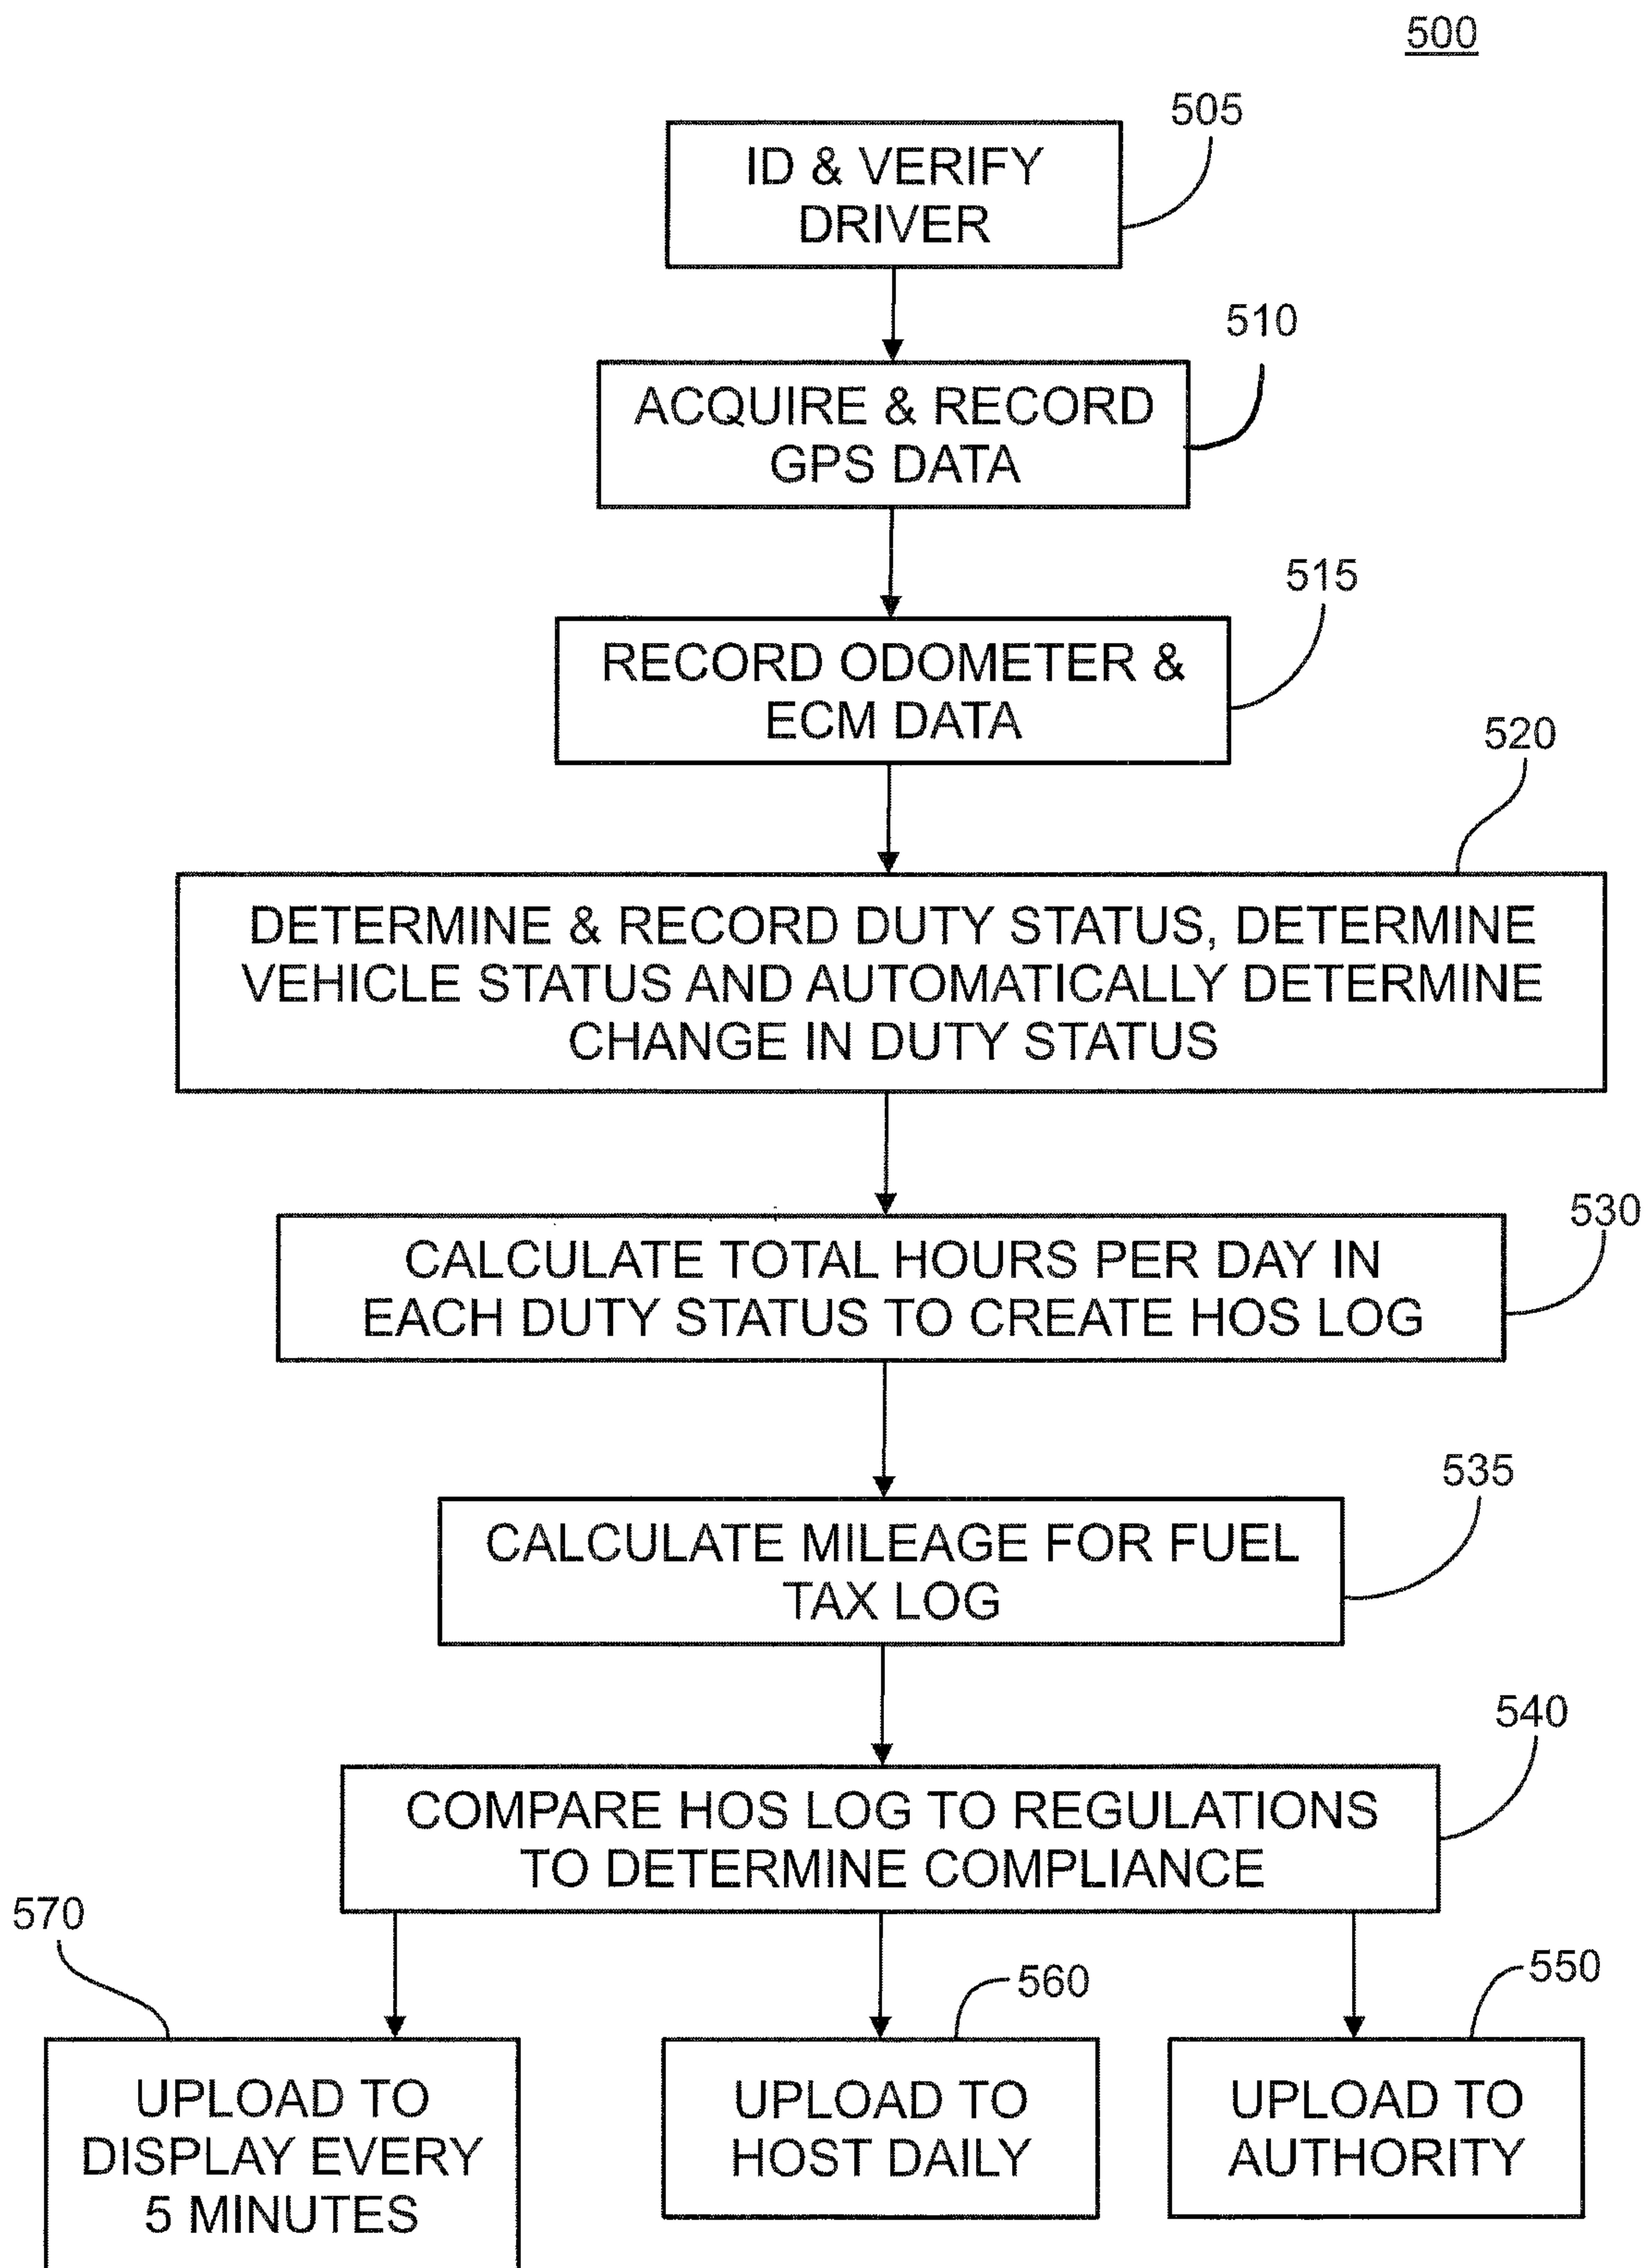 500
505
ID & VERIFY
DRIVER
510
ACQUIRE & RECORD
GPS DATA
515
RECORD ODOMETER &
ECM DATA
520
DETERMINE & RECORD DUTY STATUS, DETERMINE
VEHICLE STATUS AND AUTOMATICALLY DETERMINE
CHANGE IN DUTY STATUS
530
CALCULATE TOTAL HOURS PER DAY IN
EACH DUTY STATUS TO CREATE HOS LOG
535
CALCULATE MILEAGE FOR FUEL
TAX LOG
540
COMPARE HOS LOG TO REGULATIONS
TO DETERMINE COMPLIANCE
570
UPLOAD TO
DISPLAY EVERY
5 MINUTES
560
UPLOAD TO
HOST DAILY
550
UPLOAD TO
AUTHORITY